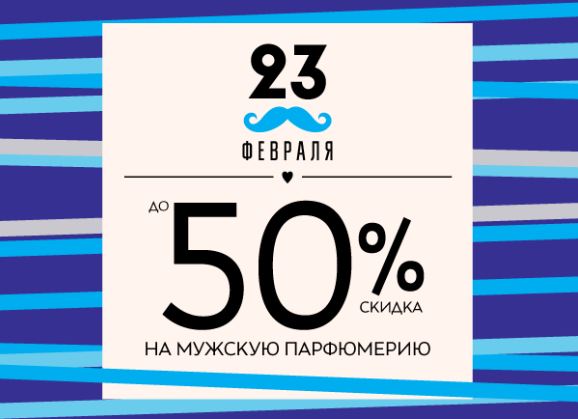 23
ФЕВРАЛЯ
ДО
50%
СКИДКА
НА МУЖСКУЮ ПАРФЮМЕРИЮ